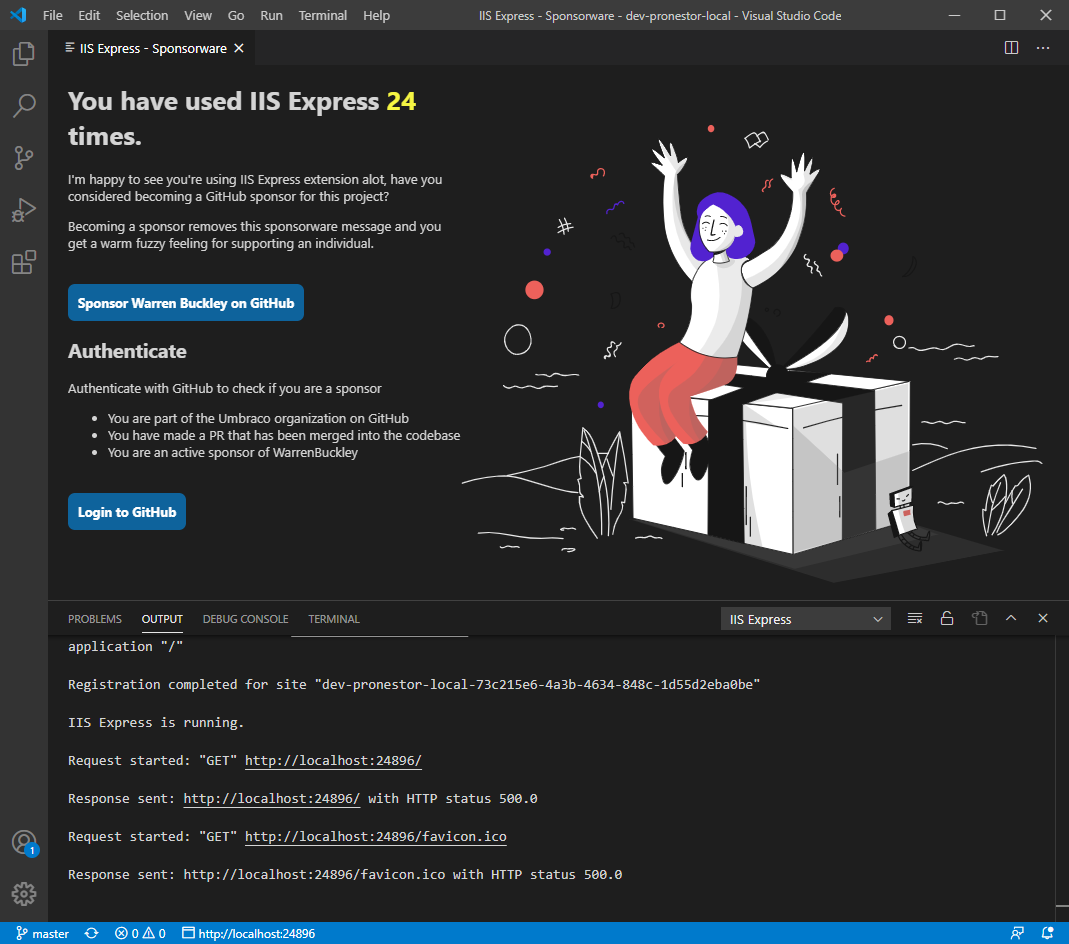 File Edit Selection View Go Run Terminal Help IIS Express - Sponsorware - dev-pronestor-local - Visual Studio Code
IIS Express - Sponsorware
You have used IIS Express 24
times.
I'm happy to see you're using IIS Express extension alot, have you
considered becoming a GitHub sponsor for this project?
Becoming a sponsor removes this sponsorware message and you
get a warm fuzzy feeling for supporting an individual.
Sponsor Warren Buckley on GitHub
Authenticate
Authenticate with GitHub to check if you are a sponsor
• You are part of the Umbraco organization on GitHub
• You have made a PR that has been merged into the codebase
• You are an active sponsor of WarrenBuckley
Login to GitHub
PROBLEMS OUTPUT DEBUG CONSOLE TERMINAL IIS Express
application "/"
Registration completed for site "dev-pronestor-local-73c215e6-4a3b-4634-848c-1d55d2eba0be"
IIS Express is running.
Request started: "GET" http://localhost:24896/
Response sent: http://localhost:24896/ with HTTP status 500.0
Request started: "GET" http://localhost:24896/favicon.ico
Response sent: http://localhost:24896/favicon.ico with HTTP status 500.0
1
master 0 0 http://localhost:24896